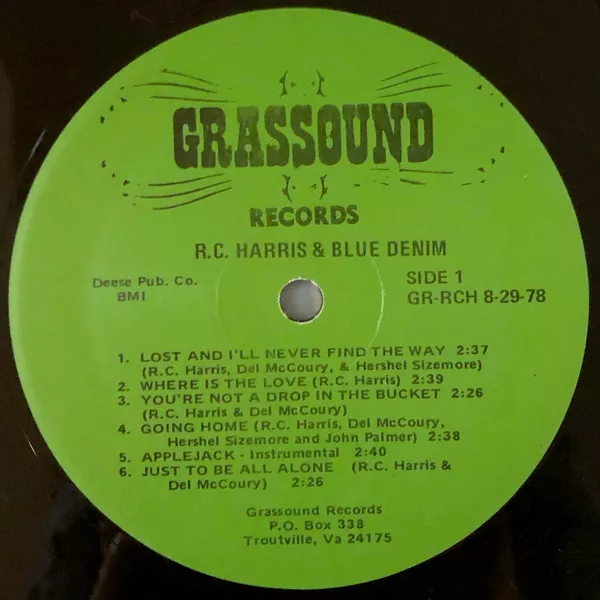 GRASSOUND
RECORDS
R.C. HARRIS & BLUE DENIM
Deese Pub. Co.
BMI
SIDE 1
GR-RCH 8-29-78
1. LOST AND I'LL NEVER FIND THE WAY 2:37
(R.C. Harris, Del McCoury, & Hershel Sizemore)
2. WHERE IS THE LOVE (R.C. Harris) 2:39
3. YOU'RE NOT A DROP IN THE BUCKET 2:26
(R.C. Harris & Del McCoury)
4. GOING HOME (R.C. Harris, Del McCoury,
Hershel Sizemore and John Palmer) 2:38
5. APPLEJACK - Instrumental 2:40
6. JUST TO BE ALL ALONE (R.C. Harris &
Del McCoury) 2:26
Grassound Records
P.O. Box 338
Troutville, Va 24175